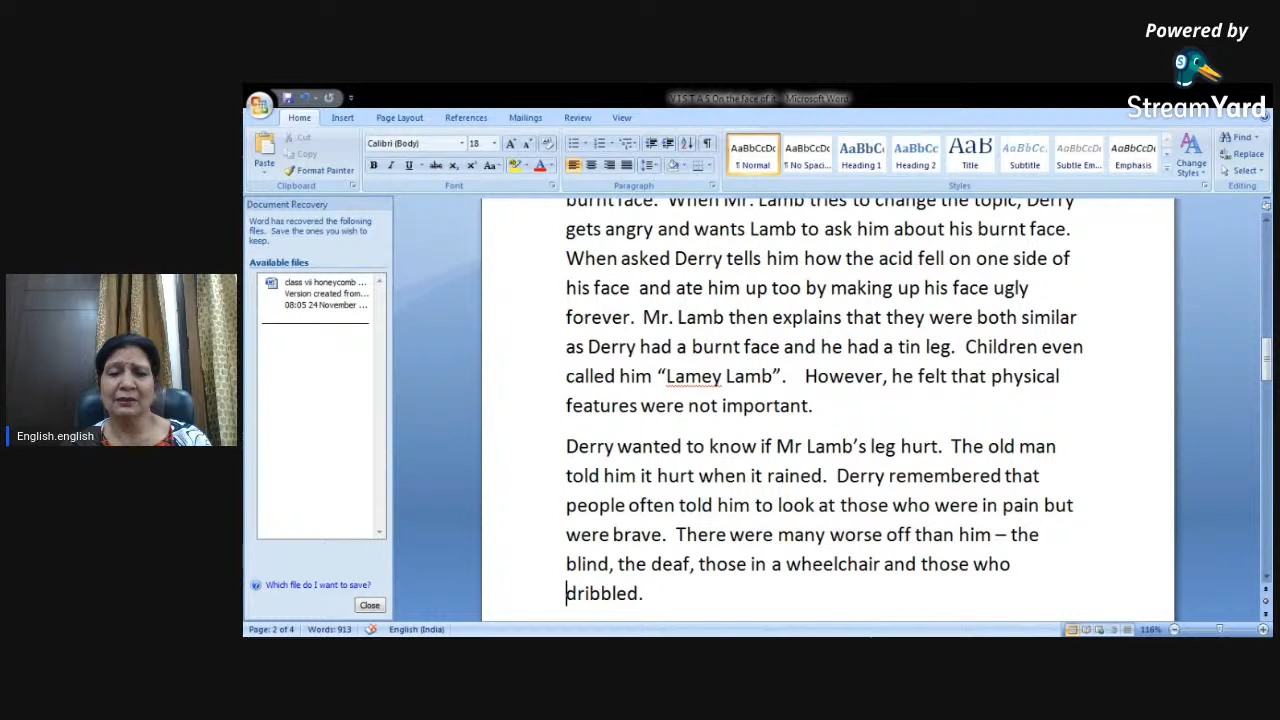 Powered by
StreamYard
V I S T A S On the face of it - Microsoft Word
Home Insert Page Layout References Mailings Review View
Paste
Cut
Copy
Format Painter
Clipboard
Calibri (Body) 18
Font
Paragraph
AaBbCcDc AaBbCcDc AaBbC AaBbCc AaB AaBbCcl AaBbCcDc AaBbCcDc
¶ Normal ¶ No Spaci... Heading 1 Heading 2 Title Subtitle Subtle Em... Emphasis
Change Styles
Styles
Find
Replace
Select
Editing
Document Recovery
Word has recovered the following
files. Save the ones you wish to
keep.
Available files
class vii honeycomb ...
Version created from...
08:05 24 November ...
Which file do I want to save?
Close
burnt face. When Mr. Lamb tries to change the topic, Derry
gets angry and wants Lamb to ask him about his burnt face.
When asked Derry tells him how the acid fell on one side of
his face and ate him up too by making up his face ugly
forever. Mr. Lamb then explains that they were both similar
as Derry had a burnt face and he had a tin leg. Children even
called him “Lamey Lamb”. However, he felt that physical
features were not important.
Derry wanted to know if Mr Lamb’s leg hurt. The old man
told him it hurt when it rained. Derry remembered that
people often told him to look at those who were in pain but
were brave. There were many worse off than him – the
blind, the deaf, those in a wheelchair and those who
dribbled.
English.english
Page: 2 of 4 Words: 913 English (India) 116%